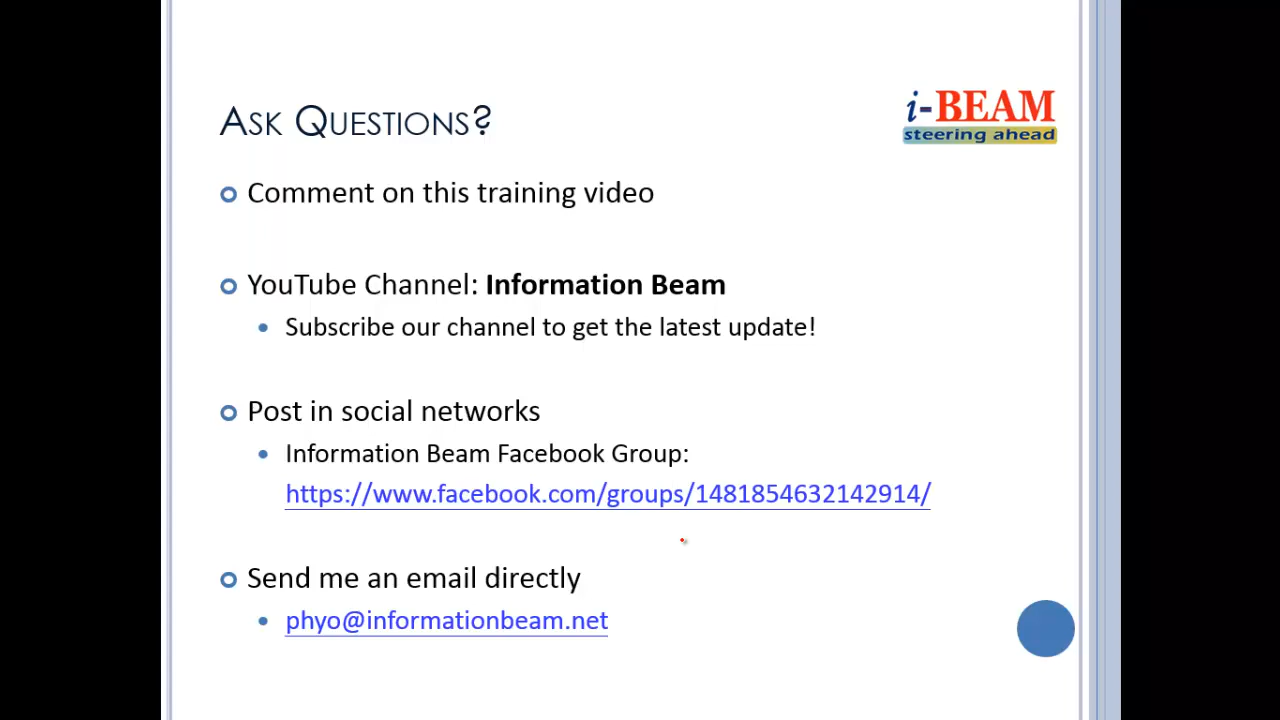 Ask Questions?
i-BEAM
steering ahead
Comment on this training video
YouTube Channel: Information Beam
Subscribe our channel to get the latest update!
Post in social networks
Information Beam Facebook Group:
https://www.facebook.com/groups/1481854632142914/
Send me an email directly
phyo@informationbeam.net